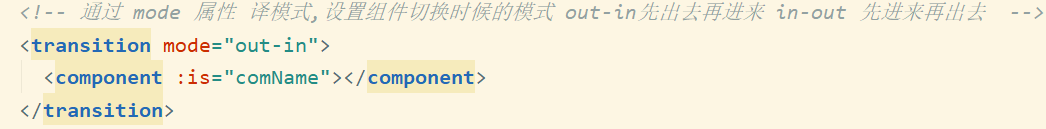 <!-- 通过 mode 属性 译模式,设置组件切换时候的模式 out-in先出去再进来 in-out 先进来再出去  -->
<transition mode="out-in">
  <component :is="comName"></component>
</transition>